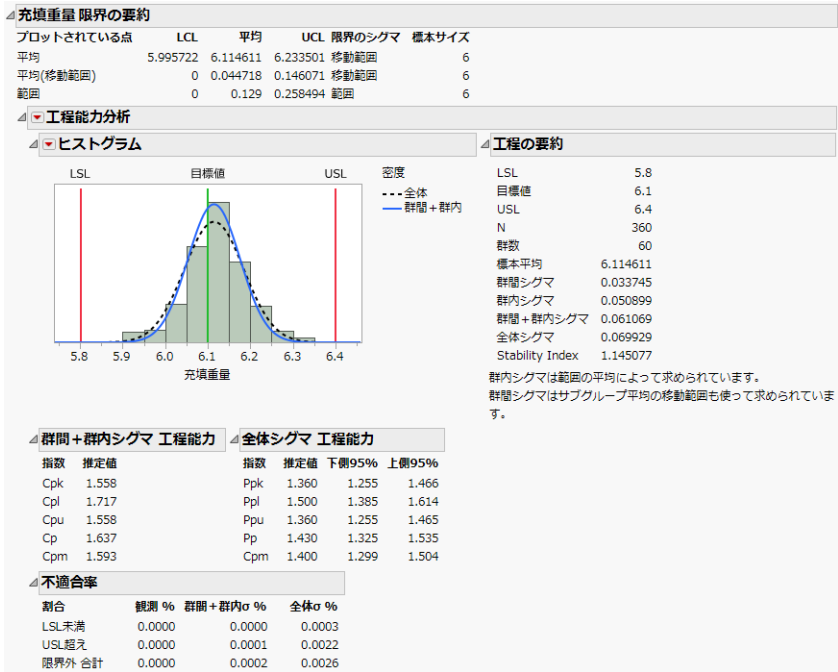 充填重量 限界の要約
プロットされている点 LCL 平均 UCL 限界のシグマ 標本サイズ
平均 5.995722 6.114611 6.233501 移動範囲 6
平均(移動範囲) 0 0.044718 0.146071 移動範囲 6
範囲 0 0.129 0.258494 範囲 6
工程能力分析
ヒストグラム
LSL 目標値 USL
密度
全体
群間+群内
5.8 5.9 6.0 6.1 6.2 6.3 6.4
充填重量
工程の要約
LSL 5.8
目標値 6.1
USL 6.4
N 360
群数 60
標本平均 6.114611
群間シグマ 0.033745
群内シグマ 0.050899
群間+群内シグマ 0.061069
全体シグマ 0.069929
Stability Index 1.145077
群内シグマは範囲の平均によって求められています。
群間シグマはサブグループ平均の移動範囲も使って求められていま
す。
群間+群内シグマ 工程能力
指数 推定値
Cpk 1.558
Cpl 1.717
Cpu 1.558
Cp 1.637
Cpm 1.593
全体シグマ 工程能力
指数 推定値 下側95% 上側95%
Ppk 1.360 1.255 1.466
Ppl 1.500 1.385 1.614
Ppu 1.360 1.255 1.465
Pp 1.430 1.325 1.535
Cpm 1.400 1.299 1.504
不適合率
割合 観測 % 群間+群内σ % 全体σ %
LSL未満 0.0000 0.0000 0.0003
USL超え 0.0000 0.0001 0.0022
限界外 合計 0.0000 0.0002 0.0026